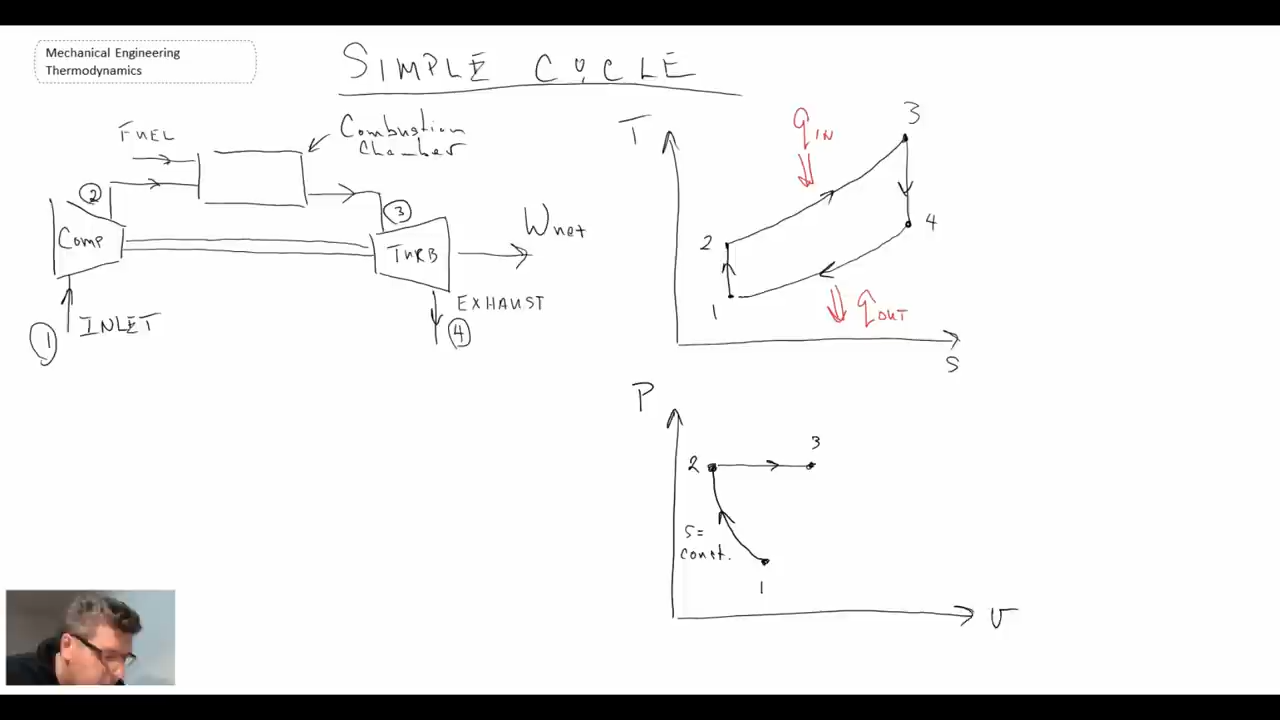 Mechanical Engineering
Thermodynamics
SIMPLE CYCLE
FUEL
Combustion
Chamber
2
3
Comp
TURB
Wnet
INLET
1
EXHAUST
4
T
qIN
3
2
4
1
qOUT
S
P
2
3
S=
const.
1
v